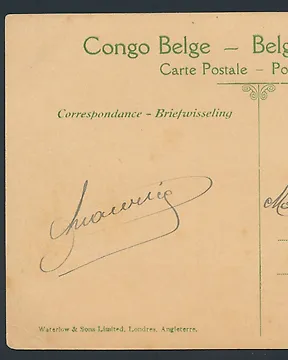 Congo Belge — Belg
Carte Postale – Po
Correspondance - Briefwisseling
Waterlow & Sons Limited, Londres, Angleterre.